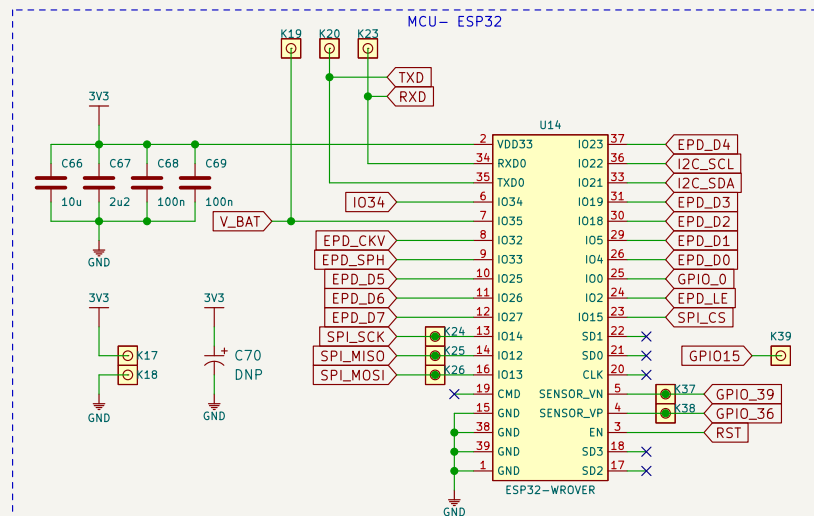 MCU- ESP32
K19 K20 K23
TXD
RXD
3V3
C66 C67 C68 C69
10u 2u2 100n 100n
GND
V_BAT
IO34
EPD_CKV
EPD_SPH
EPD_D5
EPD_D6
EPD_D7
SPI_SCK K24
SPI_MISO K25
SPI_MOSI K26
3V3
K17
K18
GND
3V3
C70
DNP
GND
U14
2 VDD33 IO23 37 EPD_D4
34 RXD0 IO22 36 I2C_SCL
35 TXD0 IO21 33 I2C_SDA
6 IO34 IO19 31 EPD_D3
7 IO35 IO18 30 EPD_D2
8 IO32 IO5 29 EPD_D1
9 IO33 IO4 26 EPD_D0
10 IO25 IO0 25 GPIO_0
11 IO26 IO2 24 EPD_LE
12 IO27 IO15 23 SPI_CS
13 IO14 SD1 22
14 IO12 SD0 21
16 IO13 CLK 20
19 CMD SENSOR_VN 5 K37 GPIO_39
15 GND SENSOR_VP 4 K38 GPIO_36
38 GND EN 3 RST
39 GND SD3 18
1 GND SD2 17
ESP32-WROVER
GND
GPIO15 K39